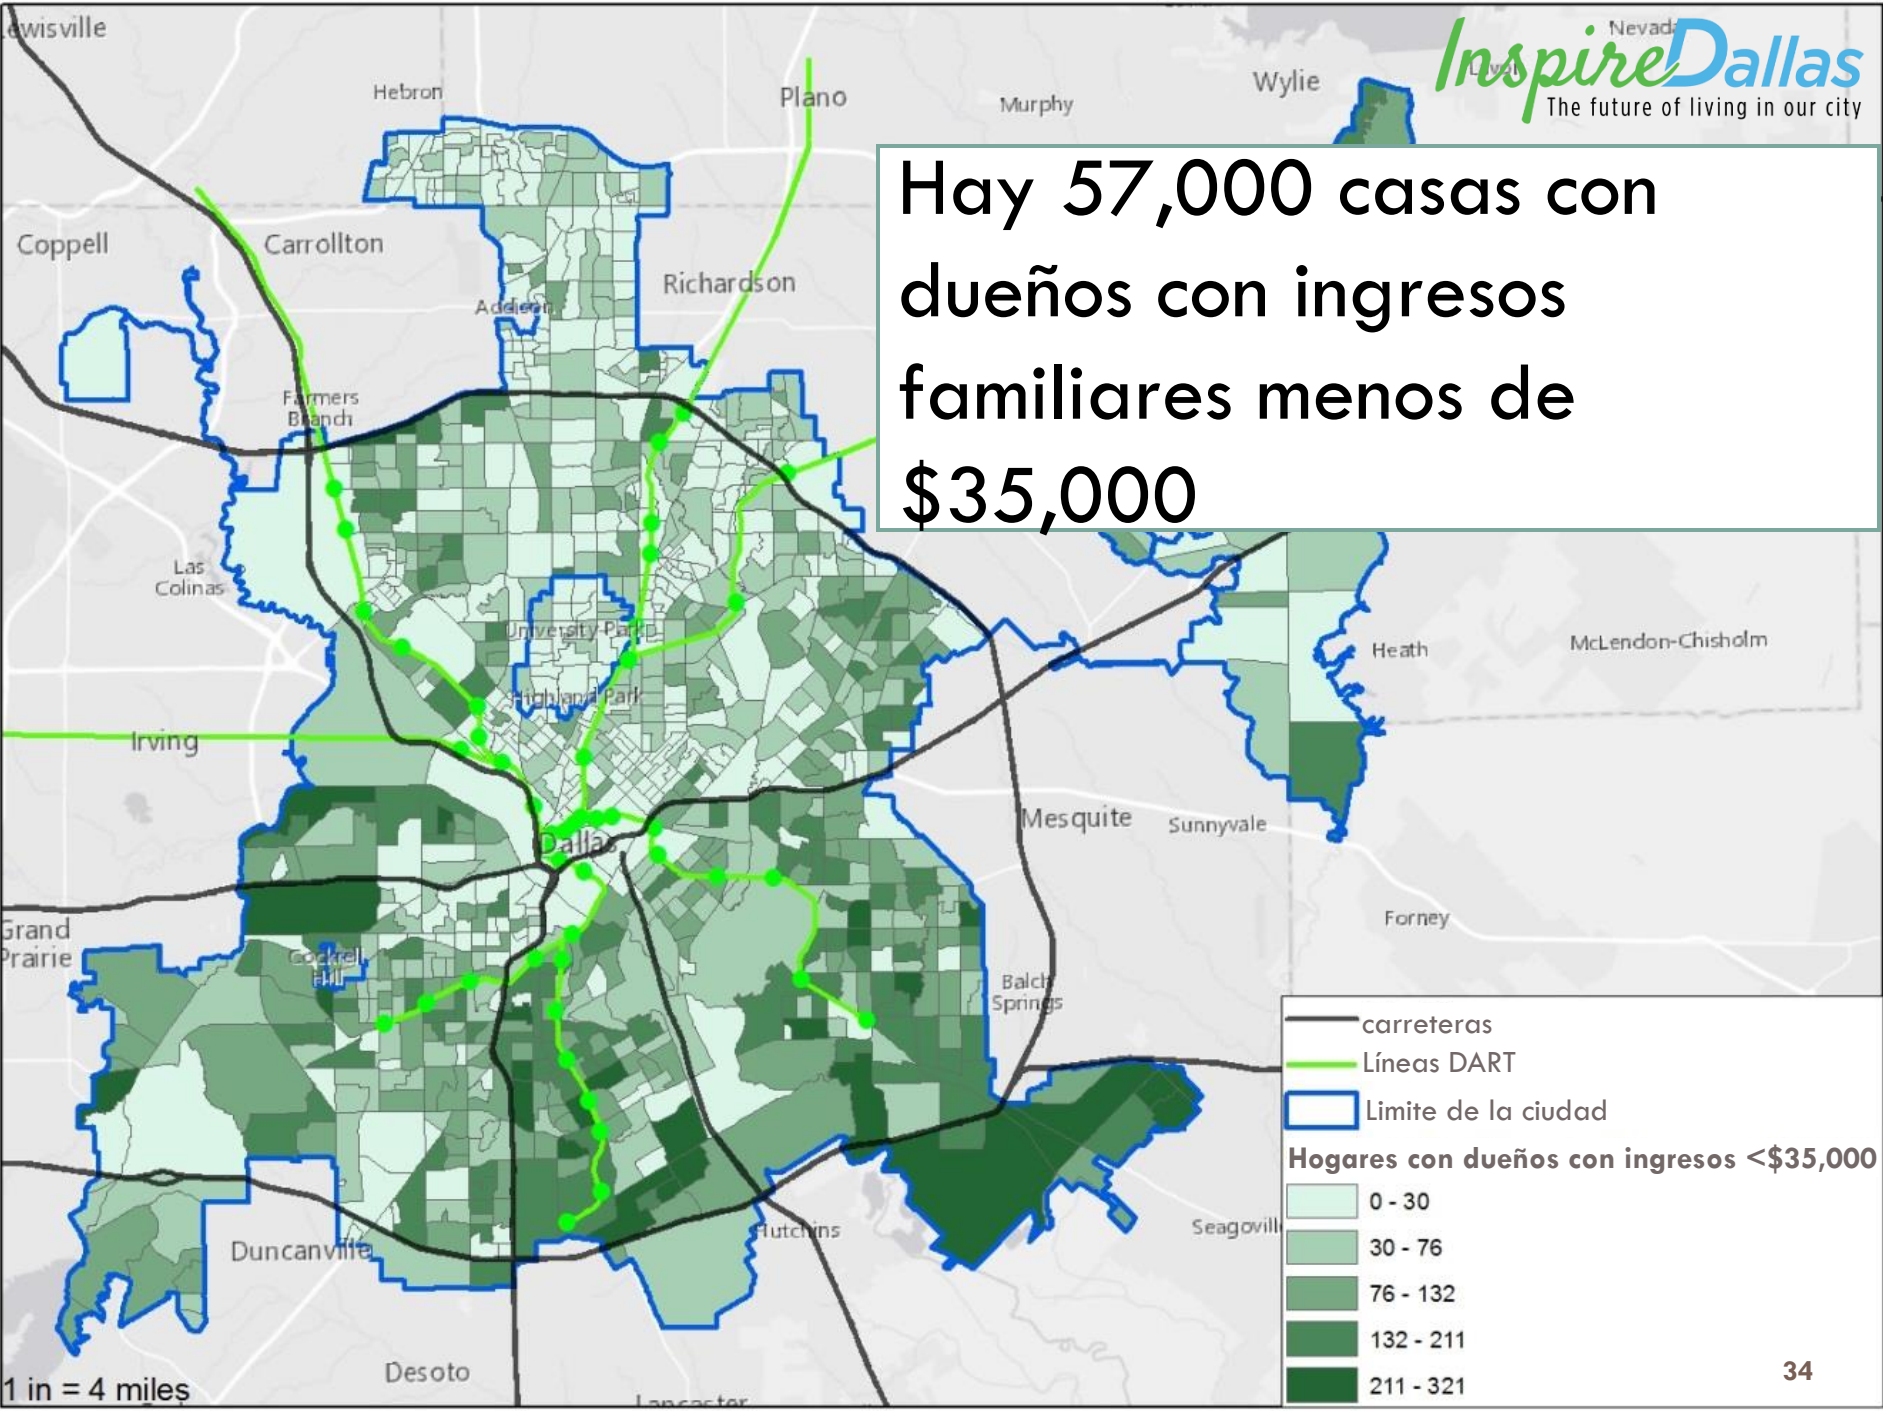 Lewisville
Nevada
InspireDallas
The future of living in our city
Hebron
Plano
Murphy
Wylie
Hay 57,000 casas con
dueños con ingresos
familiares menos de
$35,000
Coppell
Carrollton
Richardson
Addison
Farmers
Branch
Las
Colinas
University Park
Heath
McLendon-Chisholm
Highland Park
Irving
Mesquite
Sunnyvale
Dallas
Grand
Prairie
Cockrell
Hill
Forney
Balch
Springs
carreteras
Líneas DART
Limite de la ciudad
Hogares con dueños con ingresos <$35,000
0 - 30
30 - 76
76 - 132
132 - 211
211 - 321
Hutchins
Seagovill
Duncanville
Desoto
Lancaster
1 in = 4 miles
34